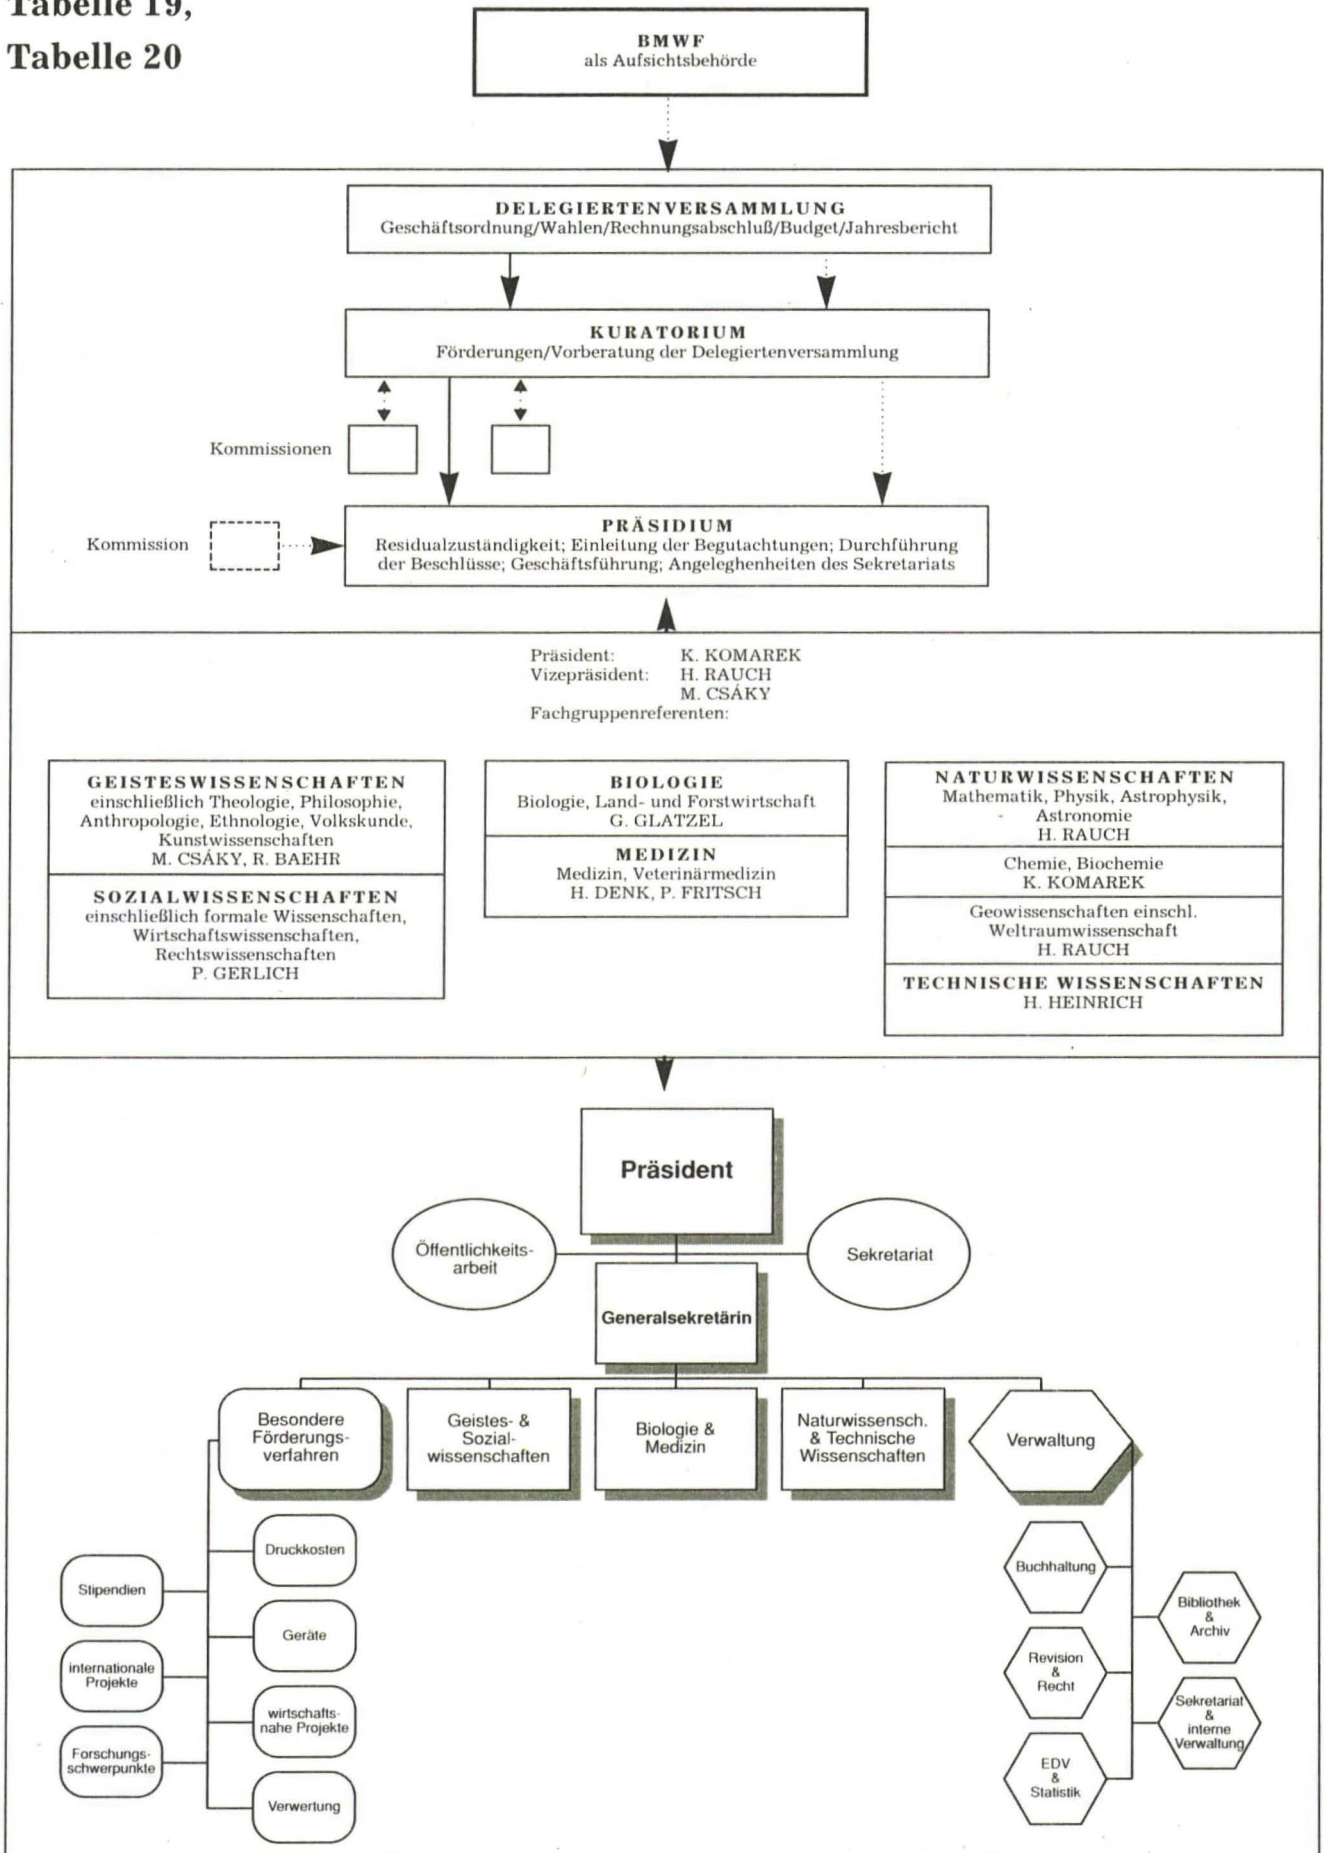 Tabelle 19,
Tabelle 20
BMWF
als Aufsichtsbehörde
DELEGIERTENVERSAMMLUNG
Geschäftsordnung/Wahlen/Rechnungsabschluß/Budget/Jahresbericht
KURATORIUM
Förderungen/Vorberatung der Delegiertenversammlung
Kommissionen
Kommission
PRÄSIDIUM
Residualzuständigkeit; Einleitung der Begutachtungen; Durchführung
der Beschlüsse; Geschäftsführung; Angeleghenheiten des Sekretariats
Präsident: K. KOMAREK
Vizepräsident: H. RAUCH
M. CSÁKY
Fachgruppenreferenten:
GEISTESWISSENSCHAFTEN
einschließlich Theologie, Philosophie,
Anthropologie, Ethnologie, Volkskunde,
Kunstwissenschaften
M. CSÁKY, R. BAEHR
SOZIALWISSENSCHAFTEN
einschließlich formale Wissenschaften,
Wirtschaftswissenschaften,
Rechtswissenschaften
P. GERLICH
BIOLOGIE
Biologie, Land- und Forstwirtschaft
G. GLATZEL
MEDIZIN
Medizin, Veterinärmedizin
H. DENK, P. FRITSCH
NATURWISSENSCHAFTEN
Mathematik, Physik, Astrophysik,
Astronomie
H. RAUCH
Chemie, Biochemie
K. KOMAREK
Geowissenschaften einschl.
Weltraumwissenschaft
H. RAUCH
TECHNISCHE WISSENSCHAFTEN
H. HEINRICH
Präsident
Öffentlichkeits-
arbeit
Sekretariat
Generalsekretärin
Besondere
Förderungs-
verfahren
Geistes- &
Sozial-
wissenschaften
Biologie &
Medizin
Naturwissensch.
& Technische
Wissenschaften
Verwaltung
Druckkosten
Stipendien
Geräte
internationale
Projekte
wirtschafts-
nahe Projekte
Forschungs-
schwerpunkte
Verwertung
Buchhaltung
Bibliothek
&
Archiv
Revision
&
Recht
Sekretariat
&
interne
Verwaltung
EDV
&
Statistik